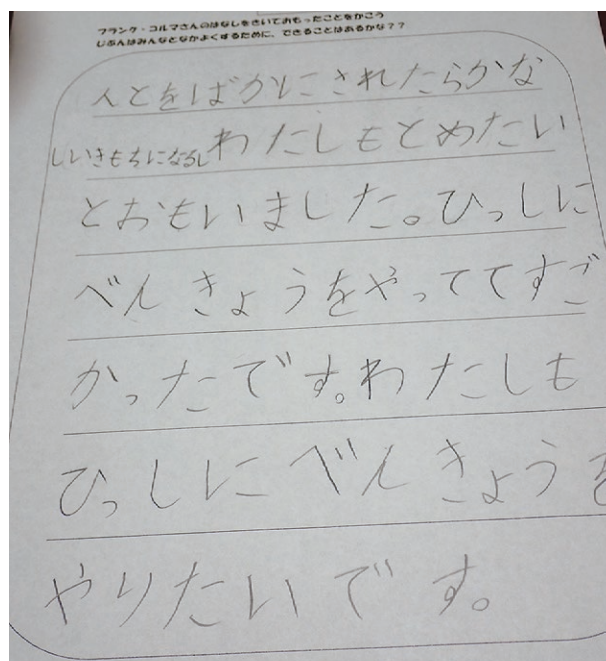 フランク・コルマさんのはなしをきいておもったことをかこう
じぶんはみんなとなかよくするために、できることはあるかな??
人とをばかにされたらかな
しいきもちになるしわたしもとめたい
とおもいました。ひっしに
べんきょうをやっててすご
かったです。わたしも
ひっしにべんきょうを
やりたいです。